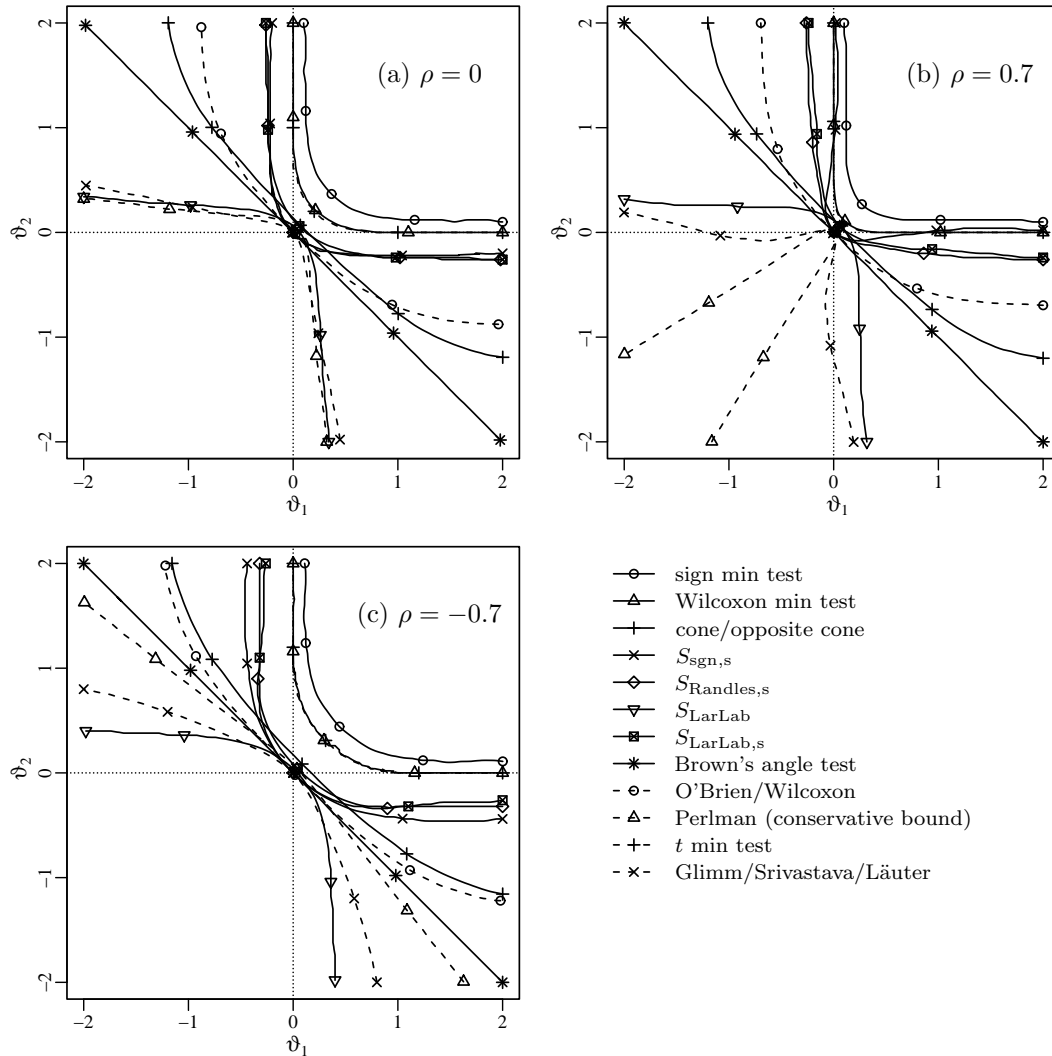 (a) ρ = 0
2
1
0
−1
−2
ϑ2
−2 −1 0 1 2
ϑ1
(b) ρ = 0.7
2
1
0
−1
−2
ϑ2
−2 −1 0 1 2
ϑ1
(c) ρ = −0.7
2
1
0
−1
−2
ϑ2
−2 −1 0 1 2
ϑ1
sign min test
Wilcoxon min test
cone/opposite cone
Ssgn,s
SRandles,s
SLarLab
SLarLab,s
Brown's angle test
O'Brien/Wilcoxon
Perlman (conservative bound)
t min test
Glimm/Srivastava/Läuter